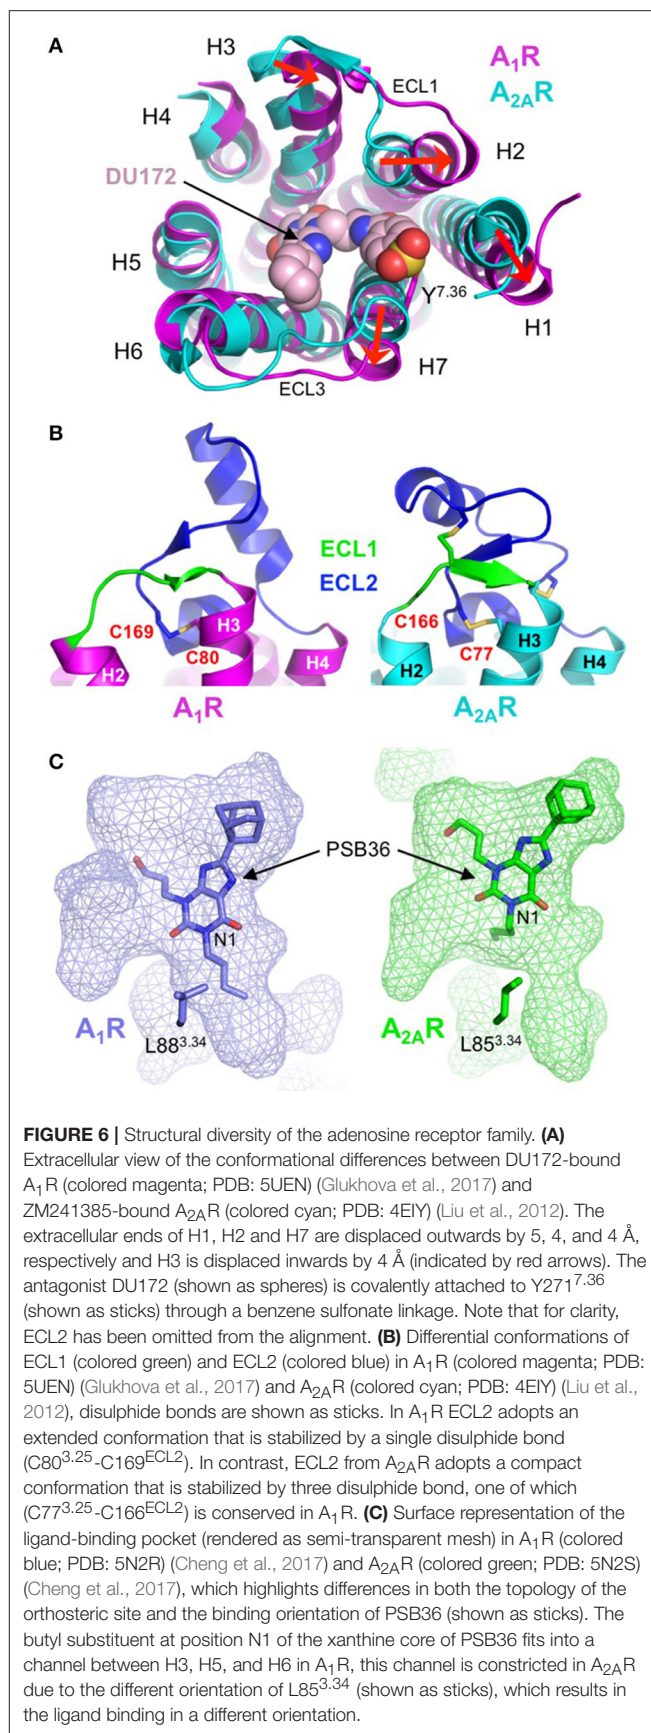 A
H3
A1R
A2AR
ECL1
H4
H2
DU172
H5
Y7.36
H1
H6
H7
ECL3
B
ECL1
ECL2
C169
H3
C166
C80
H4
C77
H3
H2
H2
H4
A1R
A2AR
C
PSB36
N1
N1
A1R
L883.34
A2AR
L853.34
FIGURE 6 | Structural diversity of the adenosine receptor family. (A)
Extracellular view of the conformational differences between DU172-bound
A1R (colored magenta; PDB: 5UEN) (Glukhova et al., 2017) and
ZM241385-bound A2AR (colored cyan; PDB: 4EIY) (Liu et al., 2012). The
extracellular ends of H1, H2 and H7 are displaced outwards by 5, 4, and 4 Å,
respectively and H3 is displaced inwards by 4 Å (indicated by red arrows). The
antagonist DU172 (shown as spheres) is covalently attached to Y2717.36
(shown as sticks) through a benzene sulfonate linkage. Note that for clarity,
ECL2 has been omitted from the alignment. (B) Differential conformations of
ECL1 (colored green) and ECL2 (colored blue) in A1R (colored magenta; PDB:
5UEN) (Glukhova et al., 2017) and A2AR (colored cyan; PDB: 4EIY) (Liu et al.,
2012), disulphide bonds are shown as sticks. In A1R ECL2 adopts an
extended conformation that is stabilized by a single disulphide bond
(C803.25-C169ECL2). In contrast, ECL2 from A2AR adopts a compact
conformation that is stabilized by three disulphide bond, one of which
(C773.25-C166ECL2) is conserved in A1R. (C) Surface representation of the
ligand-binding pocket (rendered as semi-transparent mesh) in A1R (colored
blue; PDB: 5N2R) (Cheng et al., 2017) and A2AR (colored green; PDB: 5N2S)
(Cheng et al., 2017), which highlights differences in both the topology of the
orthosteric site and the binding orientation of PSB36 (shown as sticks). The
butyl substituent at position N1 of the xanthine core of PSB36 fits into a
channel between H3, H5, and H6 in A1R, this channel is constricted in A2AR
due to the different orientation of L853.34 (shown as sticks), which results in
the ligand binding in a different orientation.